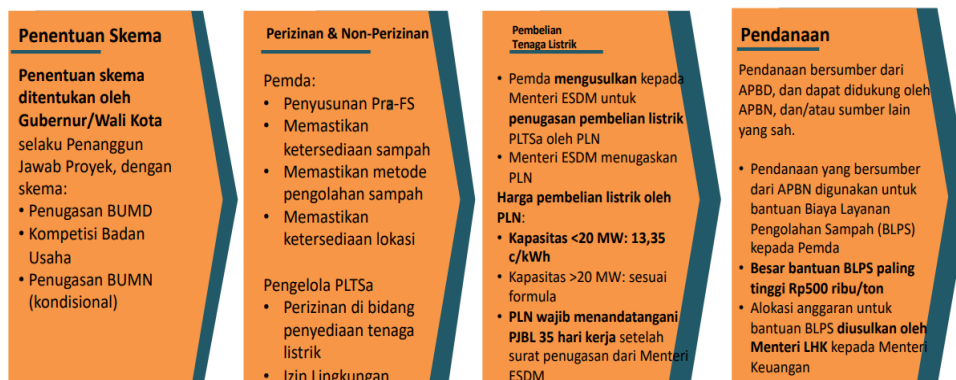 Penentuan Skema
Penentuan skema
ditentukan oleh
Gubernur/Wali Kota
selaku Penanggun
Jawab Proyek, dengan
skema:
• Penugasan BUMD
• Kompetisi Badan
Usaha
• Penugasan BUMN
(kondisional)
Perizinan & Non-Perizinan
Pemda:
• Penyusunan Pra-FS
• Memastikan
ketersediaan sampah
• Memastikan metode
pengolahan sampah
• Memastikan
ketersediaan lokasi
Pengelola PLTSa
• Perizinan di bidang
penyediaan tenaga
listrik
• Izin Lingkungan
Pembelian
Tenaga Listrik
• Pemda mengusulkan kepada
Menteri ESDM untuk
penugasan pembelian listrik
PLTSa oleh PLN
• Menteri ESDM menugaskan
PLN
Harga pembelian listrik oleh
PLN:
• Kapasitas <20 MW: 13,35
c/kWh
• Kapasitas >20 MW: sesuai
formula
• PLN wajib menandatangani
PJBL 35 hari kerja setelah
surat penugasan dari Menteri
ESDM
Pendanaan
Pendanaan bersumber dari
APBD, dan dapat didukung oleh
APBN, dan/atau sumber lain
yang sah.
• Pendanaan yang bersumber
dari APBN digunakan untuk
bantuan Biaya Layanan
Pengolahan Sampah (BLPS)
kepada Pemda
• Besar bantuan BLPS paling
tinggi Rp500 ribu/ton
• Alokasi anggaran untuk
bantuan BLPS diusulkan oleh
Menteri LHK kepada Menteri
Keuangan